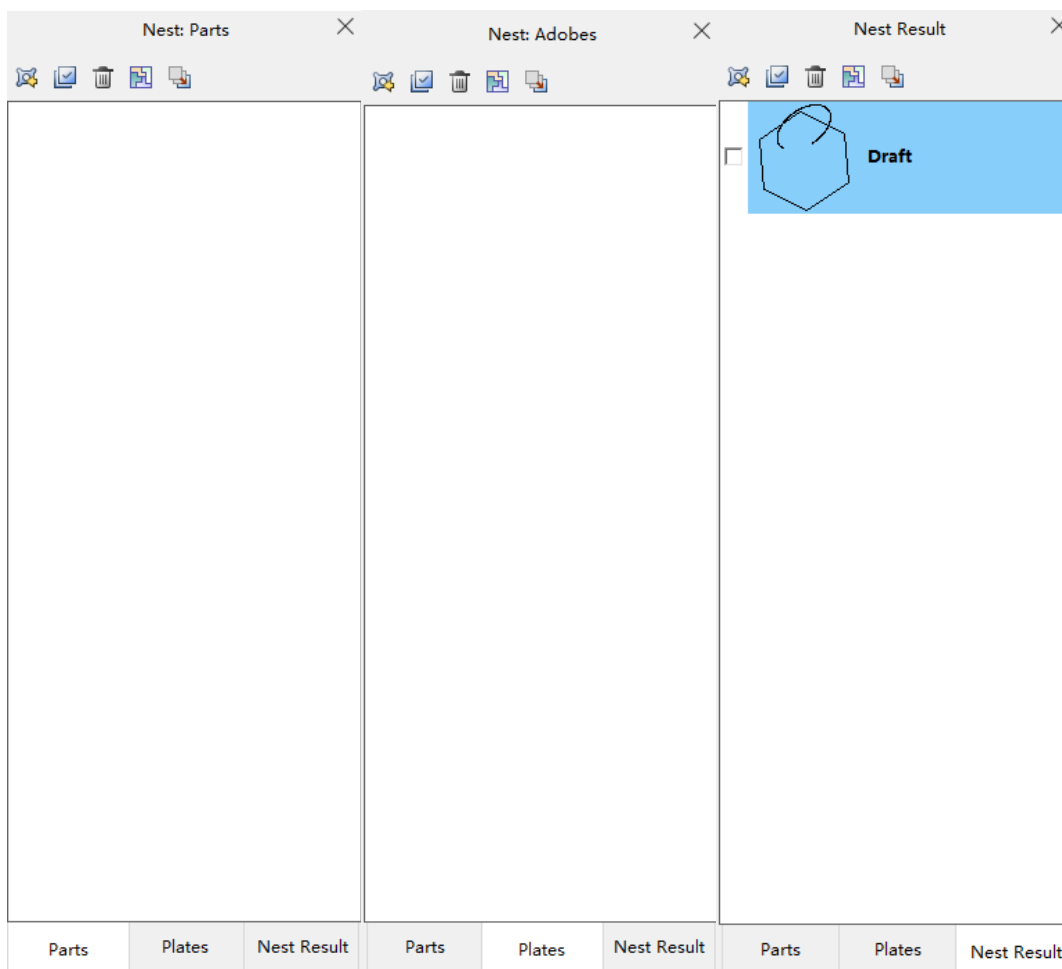 Nest: Parts
Nest: Adobes
Nest Result
Draft
Parts
Plates
Nest Result
Parts
Plates
Nest Result
Parts
Plates
Nest Result